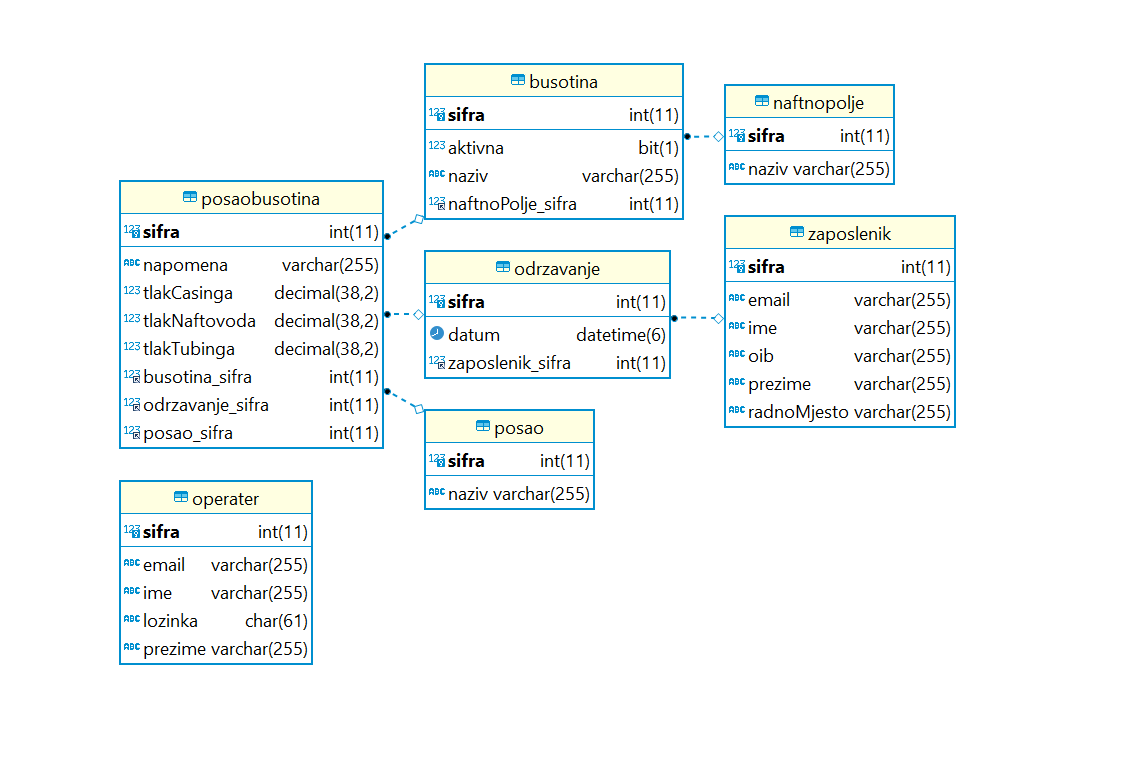 busotina
sifra int(11)
aktivna bit(1)
naziv varchar(255)
naftnoPolje_sifra int(11)
naftnopolje
sifra int(11)
naziv varchar(255)
posaobusotina
sifra int(11)
napomena varchar(255)
tlakCasinga decimal(38,2)
tlakNaftovoda decimal(38,2)
tlakTubinga decimal(38,2)
busotina_sifra int(11)
odrzavanje_sifra int(11)
posao_sifra int(11)
odrzavanje
sifra int(11)
datum datetime(6)
zaposlenik_sifra int(11)
zaposlenik
sifra int(11)
email varchar(255)
ime varchar(255)
oib varchar(255)
prezime varchar(255)
radnoMjesto varchar(255)
posao
sifra int(11)
naziv varchar(255)
operater
sifra int(11)
email varchar(255)
ime varchar(255)
lozinka char(61)
prezime varchar(255)